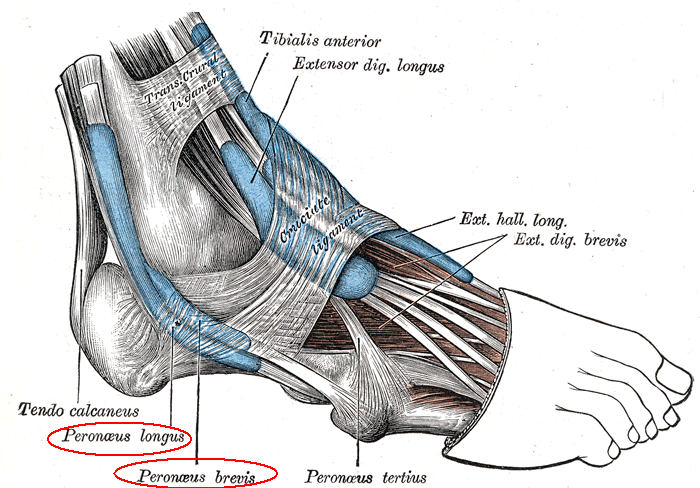 Tibialis anterior
Extensor dig. longus
Trans. Crural
ligament
Cruciate
ligament
Ext. hall. long.
Ext. dig. brevis
Tendo calcaneus
Peronæus longus
Peronæus brevis
Peronæus tertius